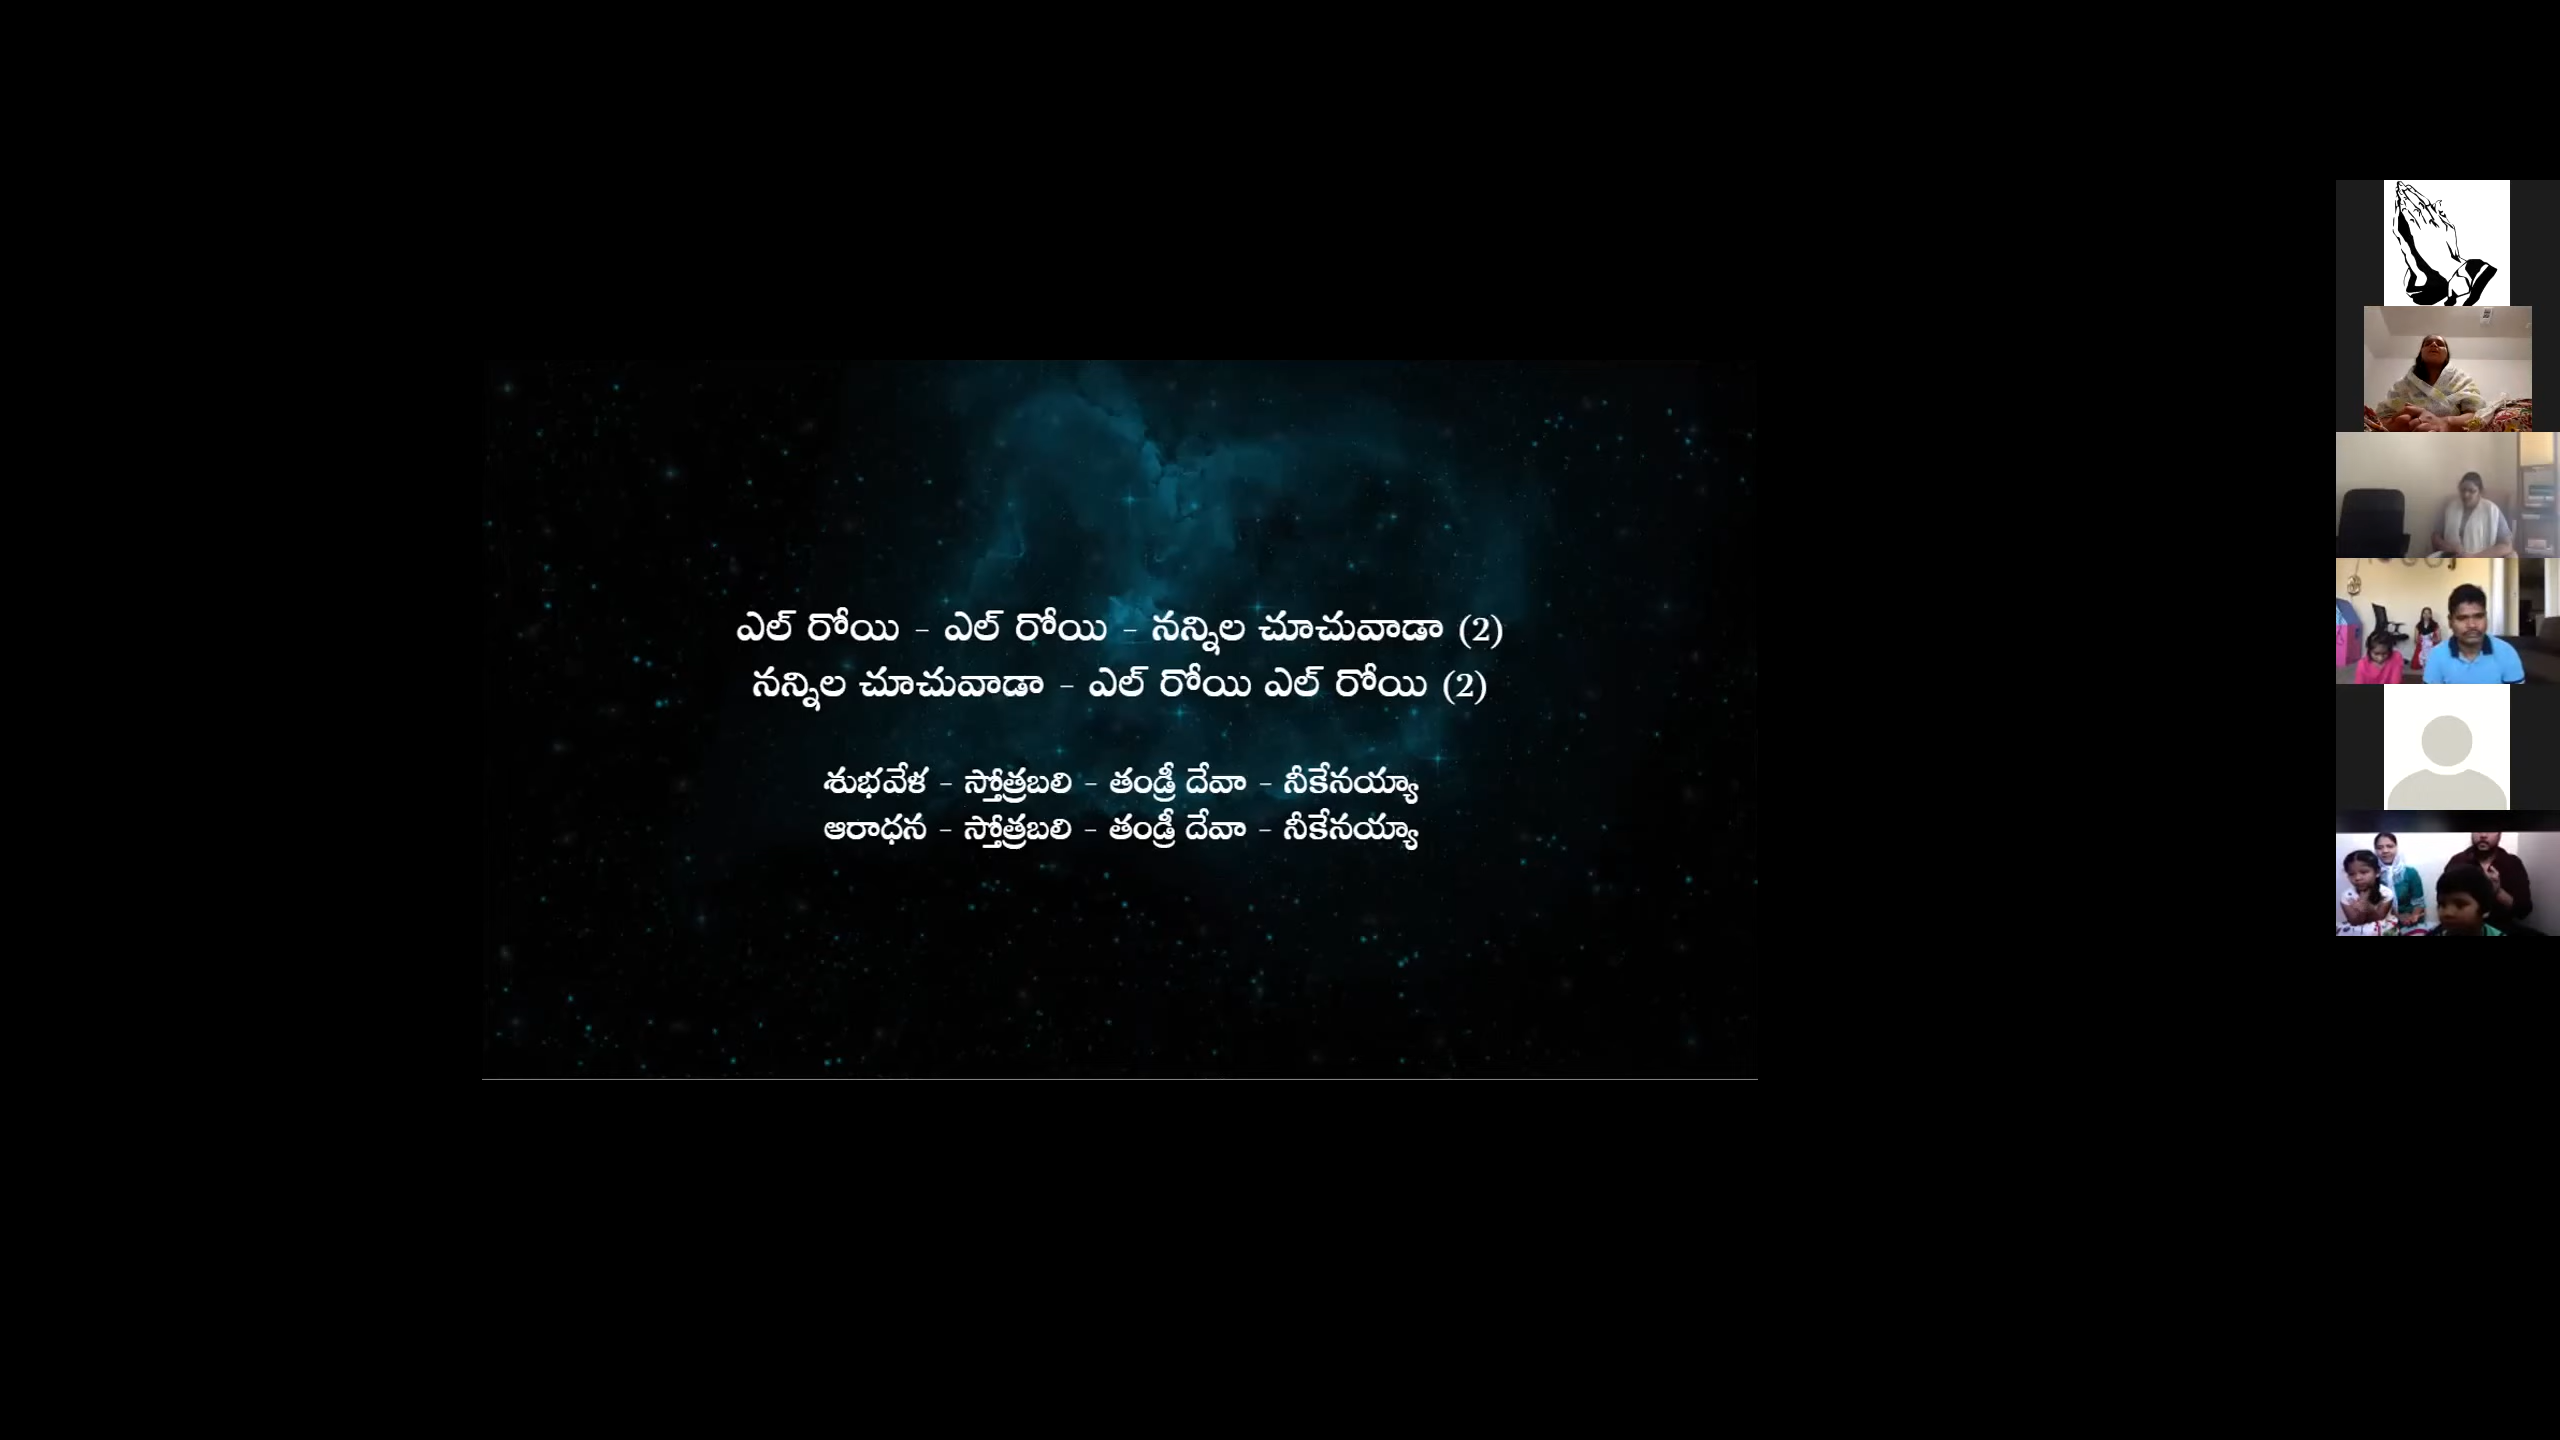 ఎల్ రోయి - ఎల్ రోయి - నన్నిల చూచువాడా (2)
నన్నిల చూచువాడా - ఎల్ రోయి ఎల్ రోయి (2)
శుభవేళ - స్తోత్రబలి - తండ్రీ దేవా - నీకేనయ్యా
ఆరాధన - స్తోత్రబలి - తండ్రీ దేవా - నీకేనయ్యా